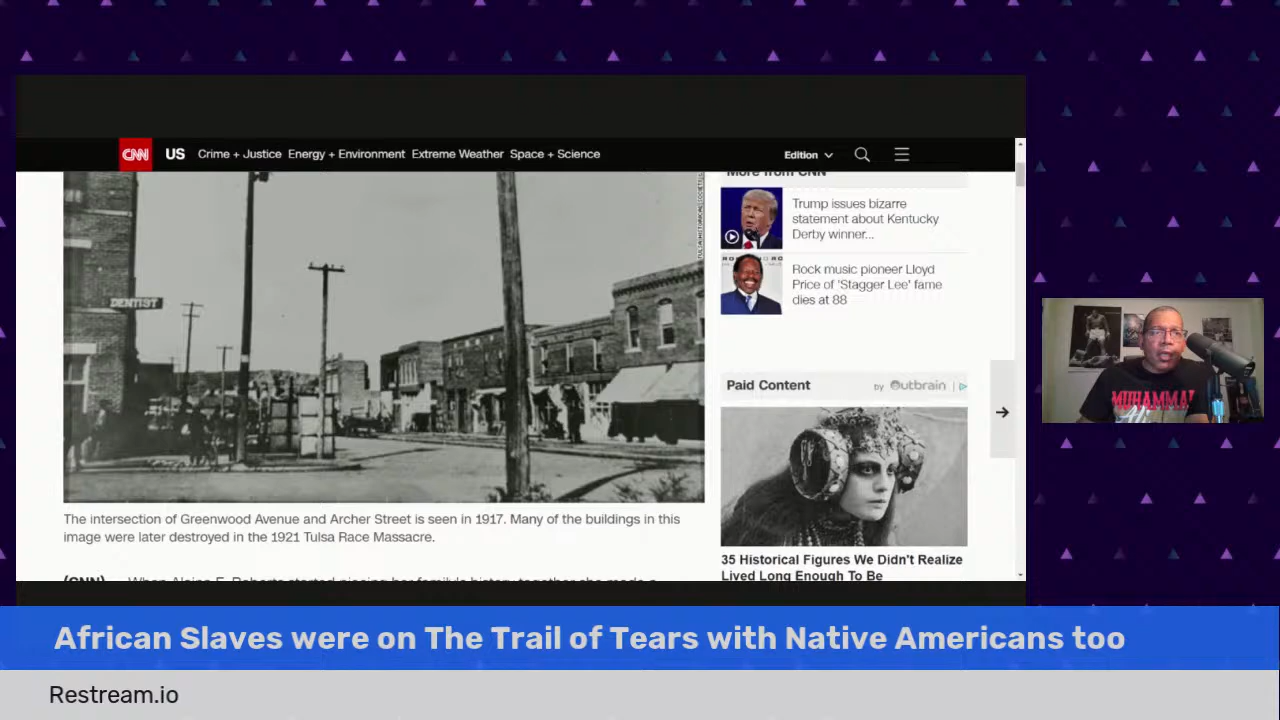 CNN US Crime + Justice Energy + Environment Extreme Weather Space + Science Edition
DENTIST
The intersection of Greenwood Avenue and Archer Street is seen in 1917. Many of the buildings in this
image were later destroyed in the 1921 Tulsa Race Massacre.
(CNN)
More from CNN
Trump issues bizarre
statement about Kentucky
Derby winner...
Rock music pioneer Lloyd
Price of 'Stagger Lee' fame
dies at 88
Paid Content by Outbrain
35 Historical Figures We Didn't Realize
Lived Long Enough To Be
MUHAMMAD
African Slaves were on The Trail of Tears with Native Americans too
Restream.io